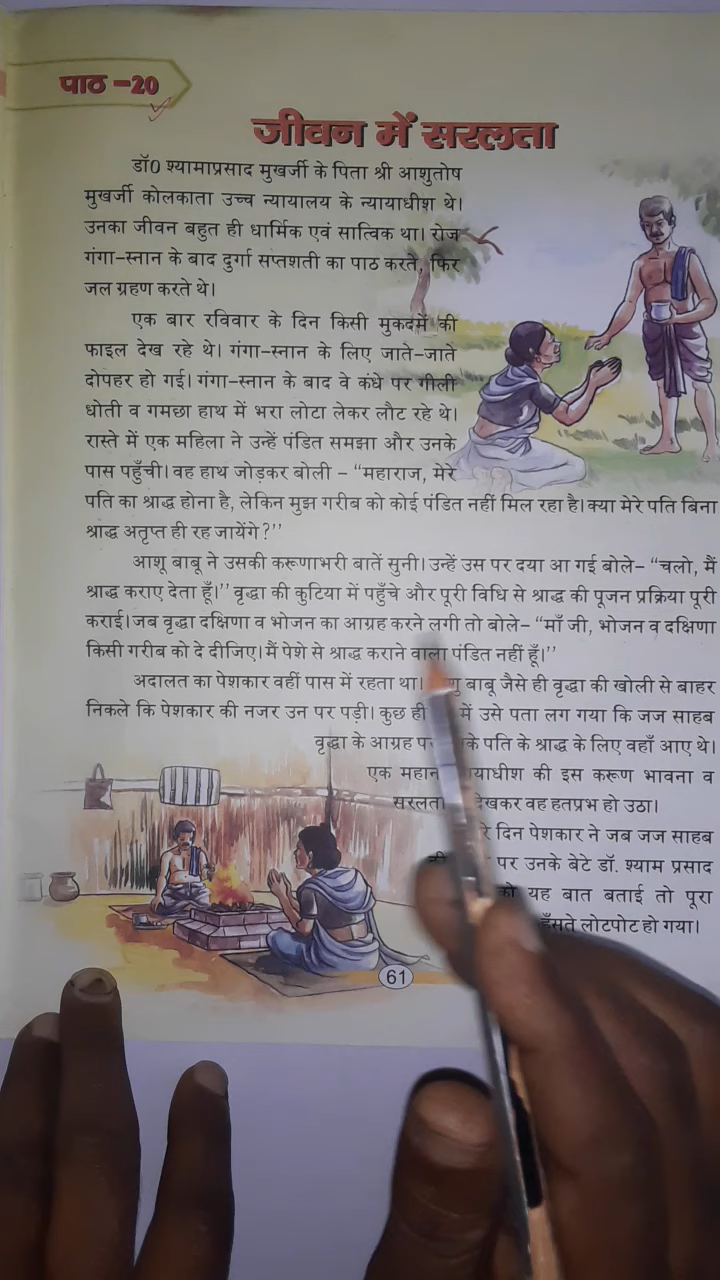 पाठ -20
जीवन में सरलता
डॉ0 श्यामाप्रसाद मुखर्जी के पिता श्री आशुतोष
मुखर्जी कोलकाता उच्च न्यायालय के न्यायाधीश थे।
उनका जीवन बहुत ही धार्मिक एवं सात्विक था। रोज
गंगा-स्नान के बाद दुर्गा सप्तशती का पाठ करते, फिर
जल ग्रहण करते थे।
एक बार रविवार के दिन किसी मुकदमें की
फाइल देख रहे थे। गंगा-स्नान के लिए जाते-जाते
दोपहर हो गई। गंगा-स्नान के बाद वे कंधे पर गीली
धोती व गमछा हाथ में भरा लोटा लेकर लौट रहे थे।
रास्ते में एक महिला ने उन्हें पंडित समझा और उनके
पास पहुँची। वह हाथ जोड़कर बोली - “महाराज, मेरे
पति का श्राद्ध होना है, लेकिन मुझ गरीब को कोई पंडित नहीं मिल रहा है। क्या मेरे पति बिना
श्राद्ध अतृप्त ही रह जायेंगे?’’
आशू बाबू ने उसकी करूणाभरी बातें सुनी। उन्हें उस पर दया आ गई बोले- “चलो, मैं
श्राद्ध कराए देता हूँ।’’ वृद्धा की कुटिया में पहुँचे और पूरी विधि से श्राद्ध की पूजन प्रक्रिया पूरी
कराई। जब वृद्धा दक्षिणा व भोजन का आग्रह करने लगी तो बोले- “माँ जी, भोजन व दक्षिणा
किसी गरीब को दे दीजिए। मैं पेशे से श्राद्ध कराने वाला पंडित नहीं हूँ।’’
अदालत का पेशकार वहीं पास में रहता था। बाबू जैसे ही वृद्धा की खोली से बाहर
निकले कि पेशकार की नजर उन पर पड़ी। कुछ ही में उसे पता लग गया कि जज साहब
वृद्धा के आग्रह पति के श्राद्ध के लिए वहाँ आए थे।
एक महान की इस करूण भावना व
सरलता देखकर वह हतप्रभ हो उठा।
दिन पेशकार ने जब जज साहब
पर उनके बेटे डॉ. श्याम प्रसाद
यह बात बताई तो पूरा
हँसते लोटपोट हो गया।
61